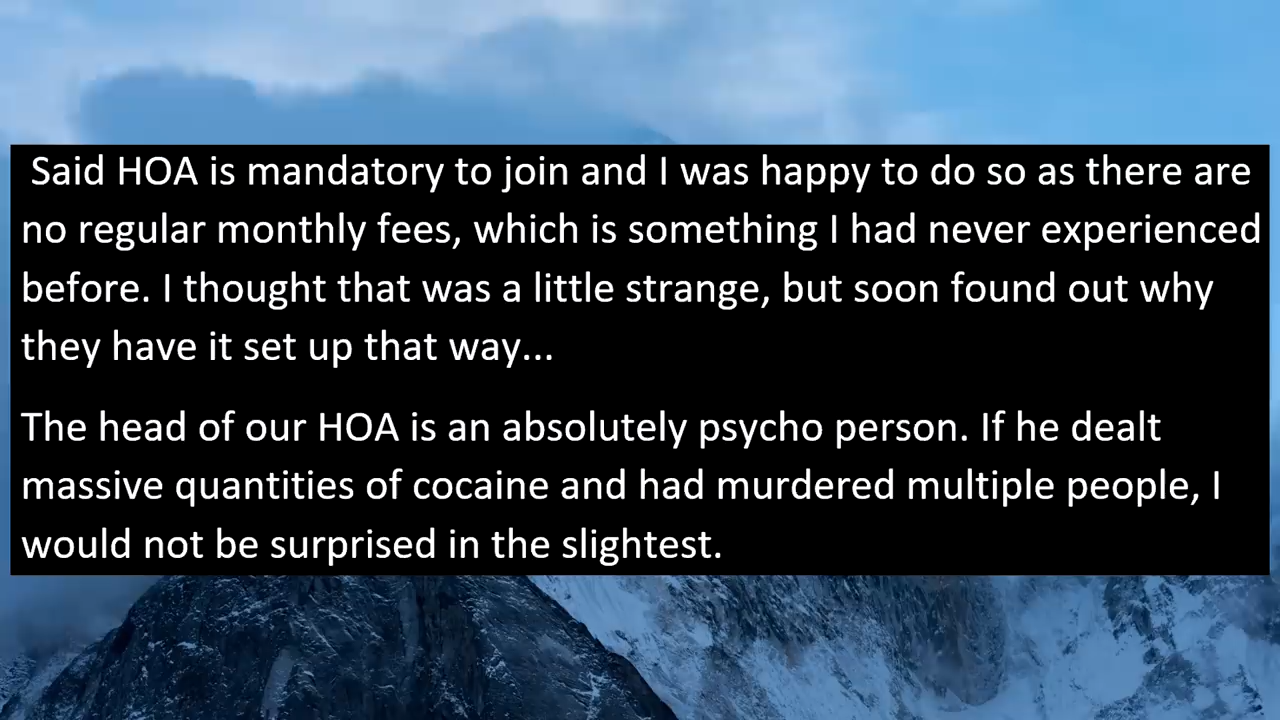 Said HOA is mandatory to join and I was happy to do so as there are
no regular monthly fees, which is something I had never experienced
before. I thought that was a little strange, but soon found out why
they have it set up that way...
The head of our HOA is an absolutely psycho person. If he dealt
massive quantities of cocaine and had murdered multiple people, I
would not be surprised in the slightest.